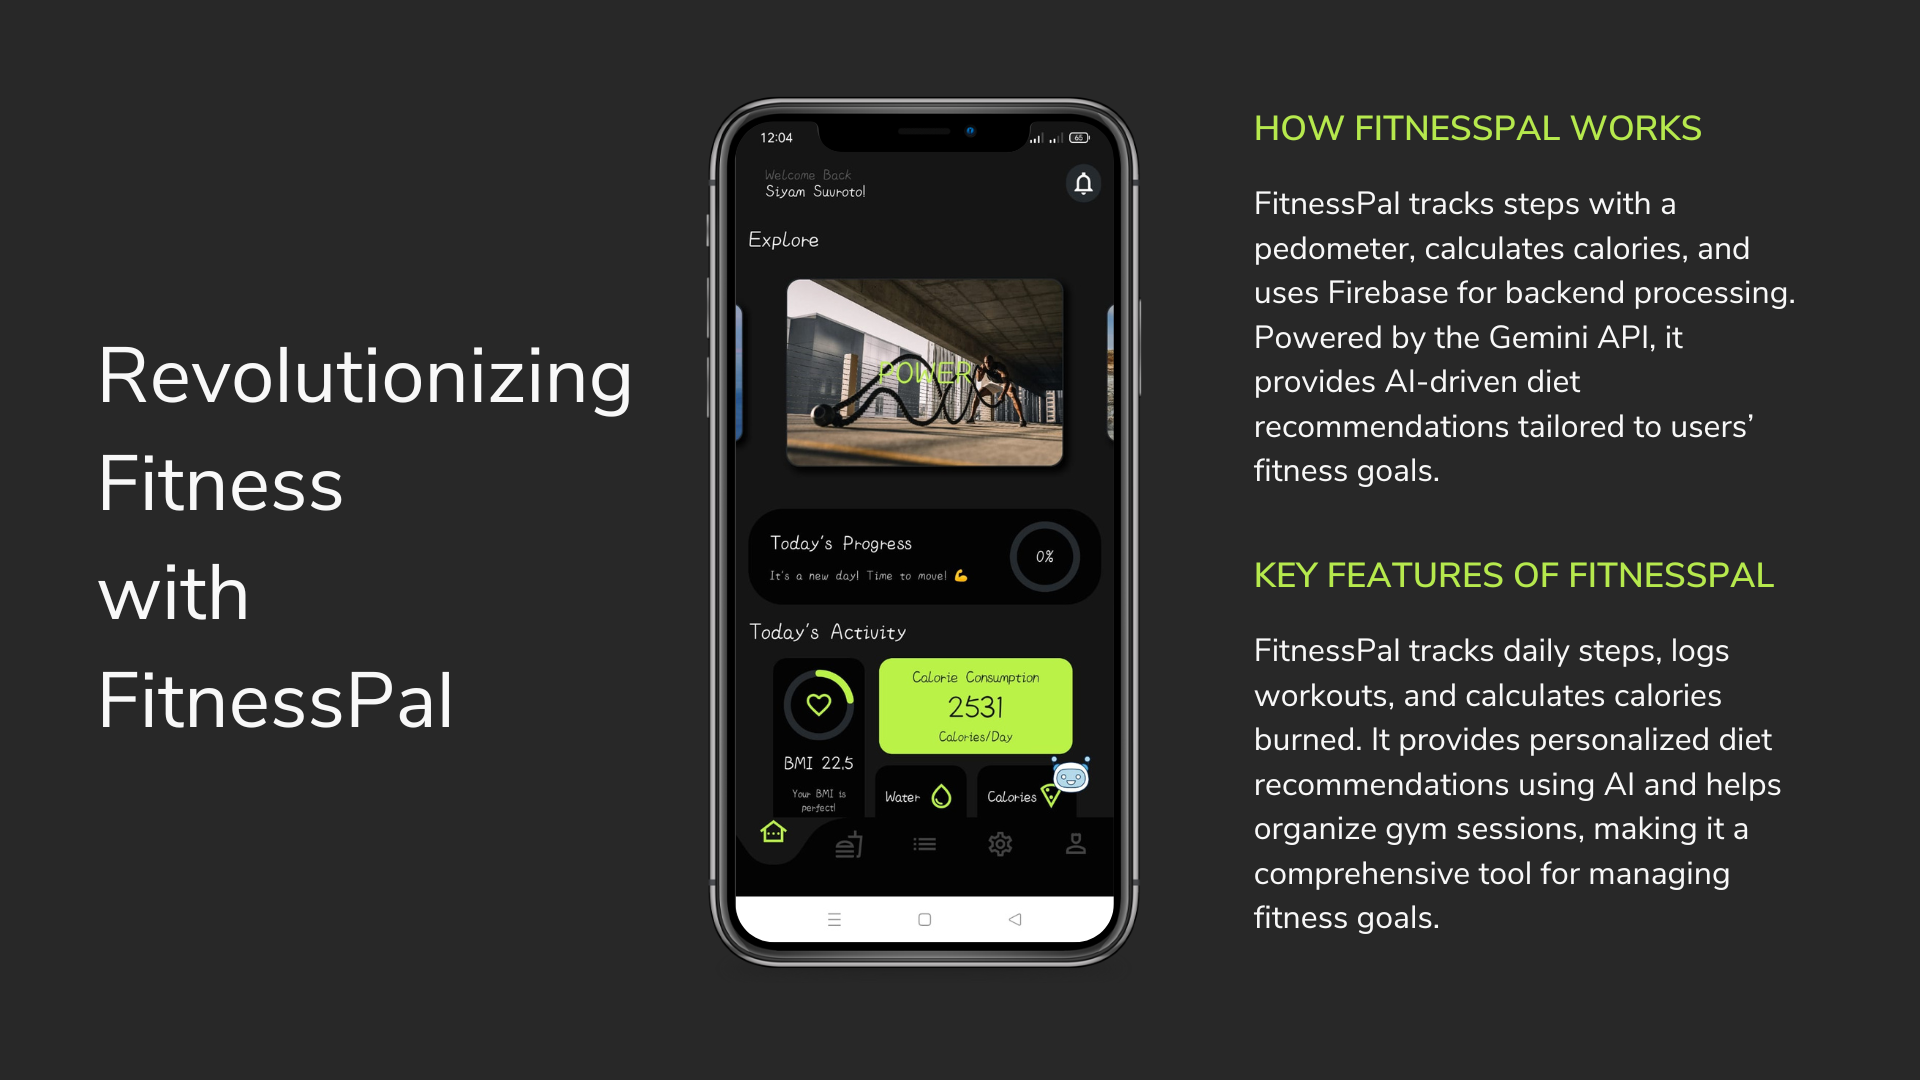 Revolutionizing
Fitness
with
FitnessPal
12:04
65
Welcome Back
Siyam Suvroto!
Explore
POWER
Today's Progress
It's a new day! Time to move! 💪
0%
Today's Activity
BMI 22.5
Your BMI is
perfect!
Calorie Consumption
2531
Calories/Day
Water
Calories
HOW FITNESSPAL WORKS
FitnessPal tracks steps with a
pedometer, calculates calories, and
uses Firebase for backend processing.
Powered by the Gemini API, it
provides AI-driven diet
recommendations tailored to users’
fitness goals.
KEY FEATURES OF FITNESSPAL
FitnessPal tracks daily steps, logs
workouts, and calculates calories
burned. It provides personalized diet
recommendations using AI and helps
organize gym sessions, making it a
comprehensive tool for managing
fitness goals.